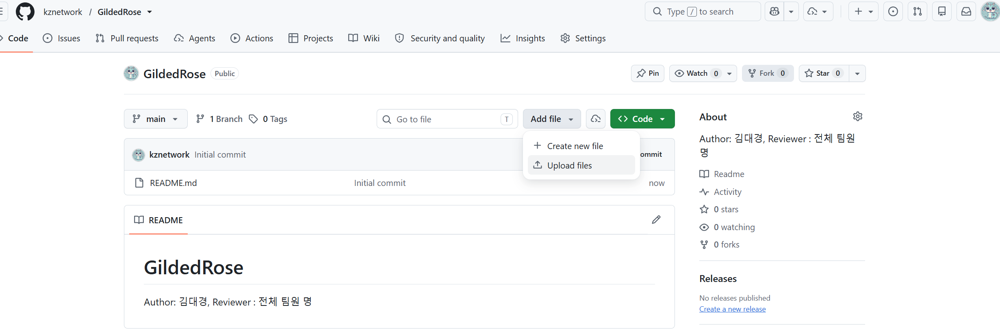 kznetwork / GildedRose
Type / to search
Code
Issues
Pull requests
Agents
Actions
Projects
Wiki
Security and quality
Insights
Settings
GildedRose Public
Pin
Watch 0
Fork 0
Star 0
main
1 Branch
0 Tags
Go to file T
Add file
Code
Create new file
Upload files
kznetwork Initial commit
ommit
README.md Initial commit now
README
GildedRose
Author: 김대경, Reviewer : 전체 팀원 명
About
Author: 김대경, Reviewer : 전체 팀원
명
Readme
Activity
0 stars
0 watching
0 forks
Releases
No releases published
Create a new release